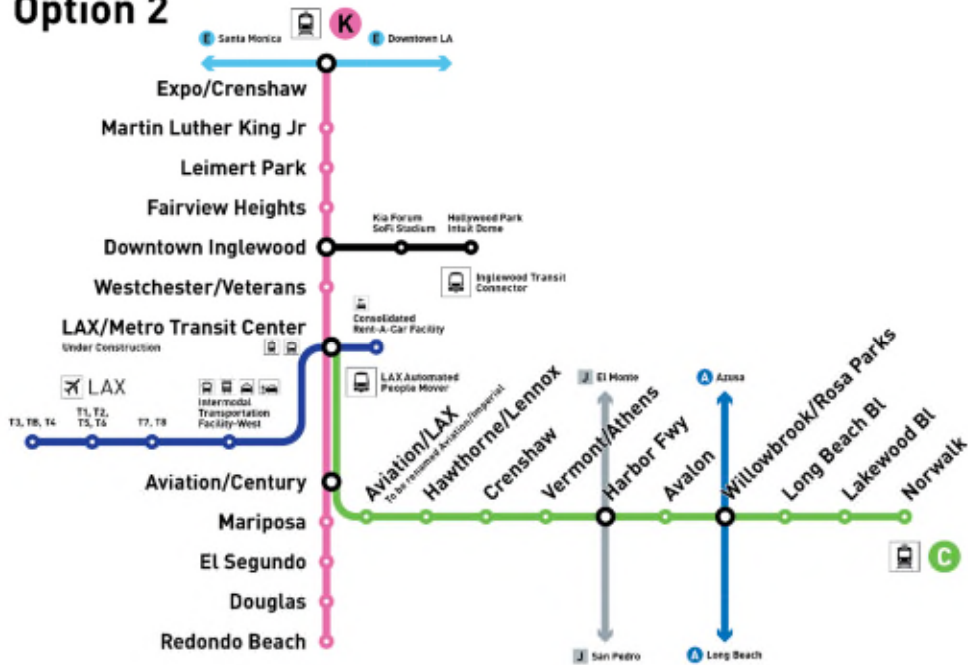 Option 2
K
E Santa Monica
E Downtown LA
Expo/Crenshaw
Martin Luther King Jr
Leimert Park
Fairview Heights
Downtown Inglewood
Kia Forum
SoFi Stadium
Hollywood Park
Intuit Dome
Inglewood Transit
Connector
Westchester/Veterans
LAX/Metro Transit Center
Under Construction
Consolidated
Rent-A-Car Facility
LAX Automated
People Mover
LAX
Intermodal
Transportation
Facility-West
T3, TB, T4
T1, T2,
T5, T6
T7, T8
Aviation/Century
Mariposa
El Segundo
Douglas
Redondo Beach
Aviation/LAX
To be renamed Aviation/Imperial
Hawthorne/Lennox
Crenshaw
Vermont/Athens
J El Monte
Harbor Fwy
Avalon
A Azusa
Willowbrook/Rosa Parks
Long Beach Bl
Lakewood Bl
Norwalk
C
J San Pedro
A Long Beach